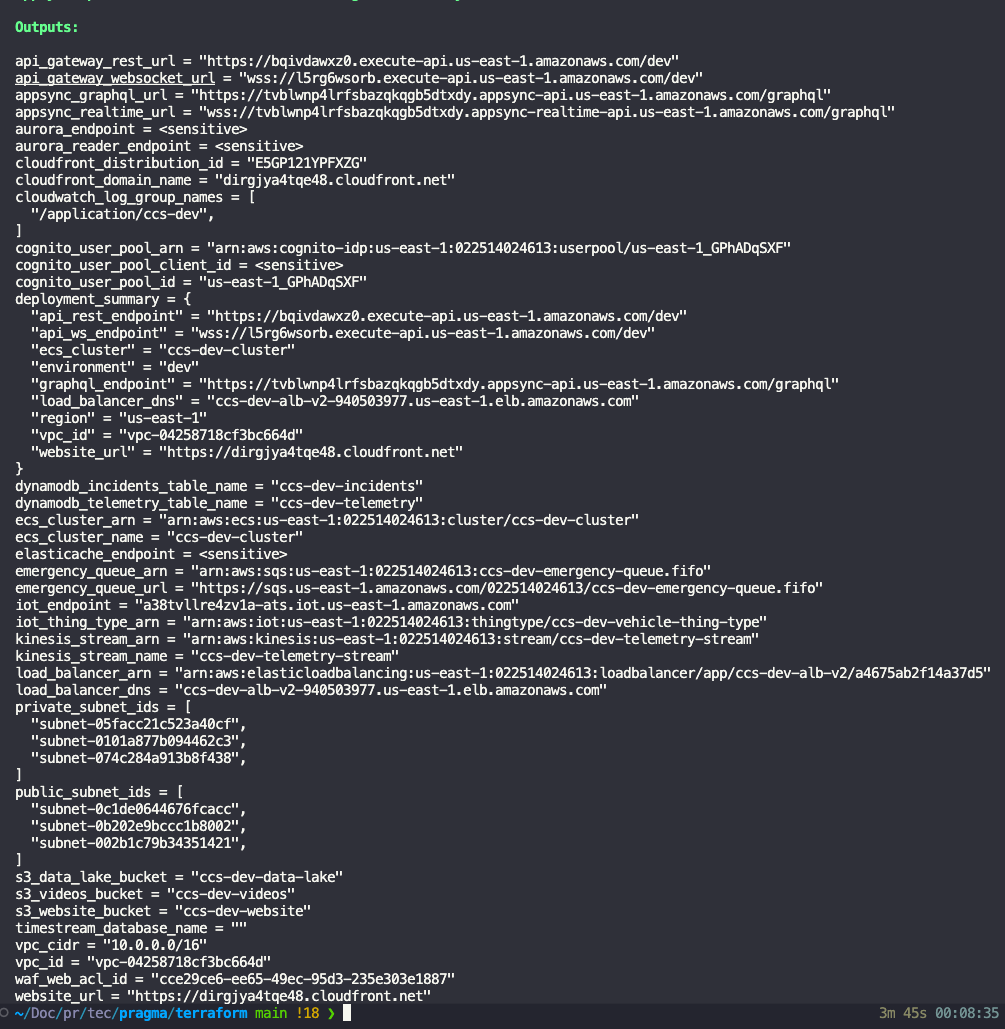 Outputs:
api_gateway_rest_url = "https://bqivdawxz0.execute-api.us-east-1.amazonaws.com/dev"
api_gateway_websocket_url = "wss://l5rg6wsorb.execute-api.us-east-1.amazonaws.com/dev"
appsync_graphql_url = "https://tvblwnp4lrfsbazqkqgb5dtxdy.appsync-api.us-east-1.amazonaws.com/graphql"
appsync_realtime_url = "wss://tvblwnp4lrfsbazqkqgb5dtxdy.appsync-realtime-api.us-east-1.amazonaws.com/graphql"
aurora_endpoint = <sensitive>
aurora_reader_endpoint = <sensitive>
cloudfront_distribution_id = "E5GP121YPFXZG"
cloudfront_domain_name = "dirgjya4tqe48.cloudfront.net"
cloudwatch_log_group_names = [
  "/application/ccs-dev",
]
cognito_user_pool_arn = "arn:aws:cognito-idp:us-east-1:022514024613:userpool/us-east-1_GPhADqSXF"
cognito_user_pool_client_id = <sensitive>
cognito_user_pool_id = "us-east-1_GPhADqSXF"
deployment_summary = {
  "api_rest_endpoint" = "https://bqivdawxz0.execute-api.us-east-1.amazonaws.com/dev"
  "api_ws_endpoint" = "wss://l5rg6wsorb.execute-api.us-east-1.amazonaws.com/dev"
  "ecs_cluster" = "ccs-dev-cluster"
  "environment" = "dev"
  "graphql_endpoint" = "https://tvblwnp4lrfsbazqkqgb5dtxdy.appsync-api.us-east-1.amazonaws.com/graphql"
  "load_balancer_dns" = "ccs-dev-alb-v2-940503977.us-east-1.elb.amazonaws.com"
  "region" = "us-east-1"
  "vpc_id" = "vpc-04258718cf3bc664d"
  "website_url" = "https://dirgjya4tqe48.cloudfront.net"
}
dynamodb_incidents_table_name = "ccs-dev-incidents"
dynamodb_telemetry_table_name = "ccs-dev-telemetry"
ecs_cluster_arn = "arn:aws:ecs:us-east-1:022514024613:cluster/ccs-dev-cluster"
ecs_cluster_name = "ccs-dev-cluster"
elasticache_endpoint = <sensitive>
emergency_queue_arn = "arn:aws:sqs:us-east-1:022514024613:ccs-dev-emergency-queue.fifo"
emergency_queue_url = "https://sqs.us-east-1.amazonaws.com/022514024613/ccs-dev-emergency-queue.fifo"
iot_endpoint = "a38tvllre4zv1a-ats.iot.us-east-1.amazonaws.com"
iot_thing_type_arn = "arn:aws:iot:us-east-1:022514024613:thingtype/ccs-dev-vehicle-thing-type"
kinesis_stream_arn = "arn:aws:kinesis:us-east-1:022514024613:stream/ccs-dev-telemetry-stream"
kinesis_stream_name = "ccs-dev-telemetry-stream"
load_balancer_arn = "arn:aws:elasticloadbalancing:us-east-1:022514024613:loadbalancer/app/ccs-dev-alb-v2/a4675ab2f14a37d5"
load_balancer_dns = "ccs-dev-alb-v2-940503977.us-east-1.elb.amazonaws.com"
private_subnet_ids = [
  "subnet-05facc21c523a40cf",
  "subnet-0101a877b094462c3",
  "subnet-074c284a913b8f438",
]
public_subnet_ids = [
  "subnet-0c1de0644676fcacc",
  "subnet-0b202e9bccc1b8002",
  "subnet-002b1c79b34351421",
]
s3_data_lake_bucket = "ccs-dev-data-lake"
s3_videos_bucket = "ccs-dev-videos"
s3_website_bucket = "ccs-dev-website"
timestream_database_name = ""
vpc_cidr = "10.0.0.0/16"
vpc_id = "vpc-04258718cf3bc664d"
waf_web_acl_id = "cce29ce6-ee65-49ec-95d3-235e303e1887"
website_url = "https://dirgjya4tqe48.cloudfront.net"
~/Doc/pr/tec/pragma/terraform main !18 ❯ 3m 45s 00:08:35